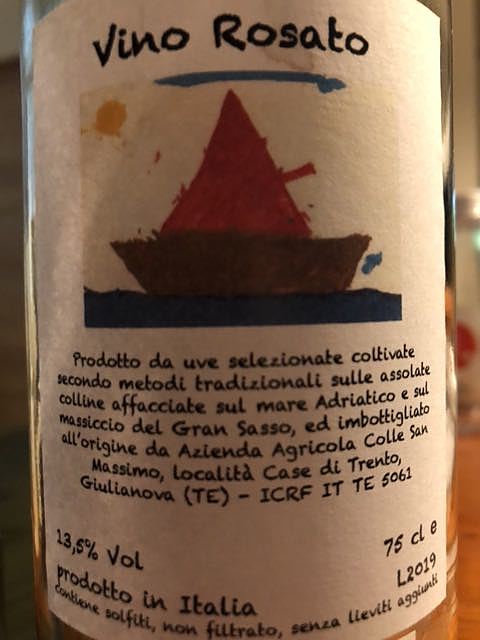 Vino Rosato
Prodotto da uve selezionate coltivate
secondo metodi tradizionali sulle assolate
colline affacciate sul mare Adriatico e sul
massiccio del Gran Sasso, ed imbottigliato
all'origine da Azienda Agricola Colle San
Massimo, località Case di Trento,
Giulianova (TE) - ICRF IT TE 5061
13,5% Vol
75 cl e
prodotto in Italia
L2019
Contiene solfiti, non filtrato, senza lieviti aggiunti